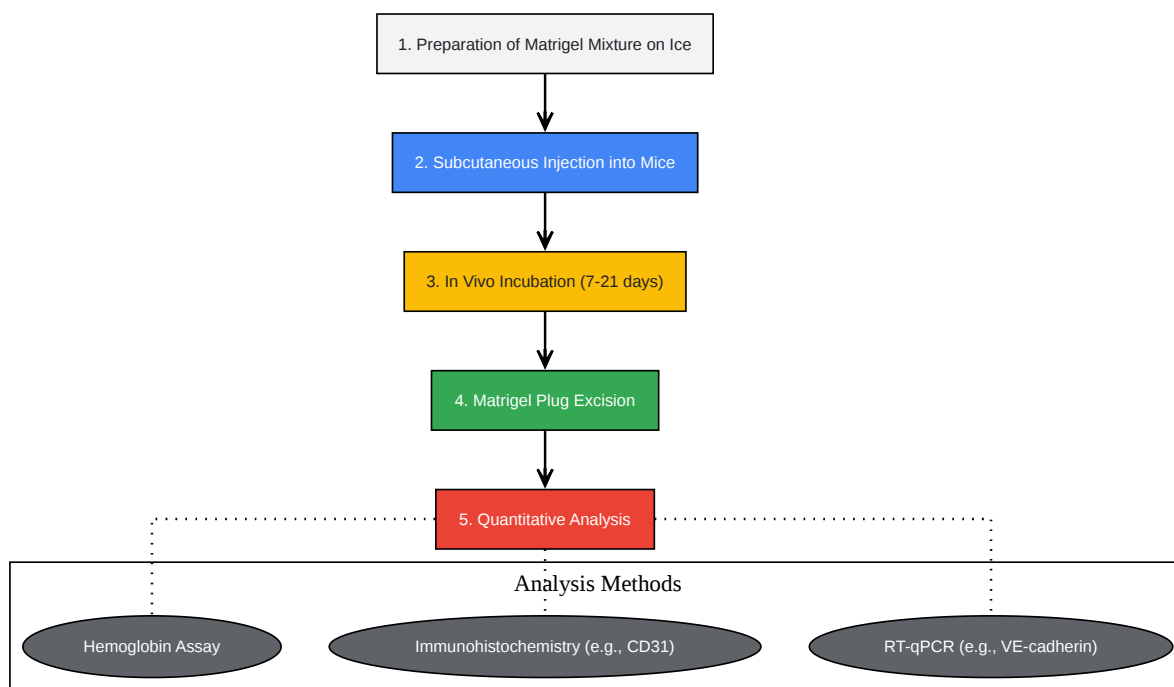 1. Preparation of Matrigel Mixture on Ice
2. Subcutaneous Injection into Mice
3. In Vivo Incubation (7-21 days)
4. Matrigel Plug Excision
5. Quantitative Analysis
Analysis Methods
Hemoglobin Assay
Immunohistochemistry (e.g., CD31)
RT-qPCR (e.g., VE-cadherin)